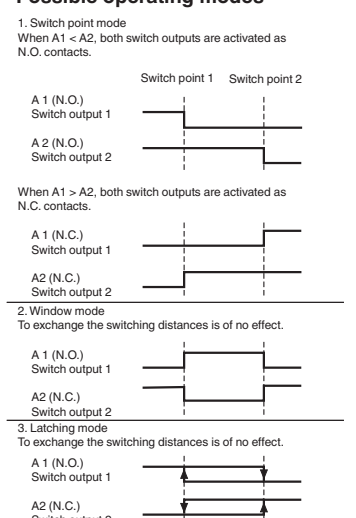 Possible operating modes
1. Switch point mode
When A1 < A2, both switch outputs are activated as
N.O. contacts.
Switch point 1 Switch point 2
A 1 (N.O.)
Switch output 1
A 2 (N.O.)
Switch output 2
When A1 > A2, both switch outputs are activated as
N.C. contacts.
A 1 (N.C.)
Switch output 1
A2 (N.C.)
Switch output 2
2. Window mode
To exchange the switching distances is of no effect.
A 1 (N.O.)
Switch output 1
A2 (N.C.)
Switch output 2
3. Latching mode
To exchange the switching distances is of no effect.
A 1 (N.O.)
Switch output 1
A2 (N.C.)
Switch output 2